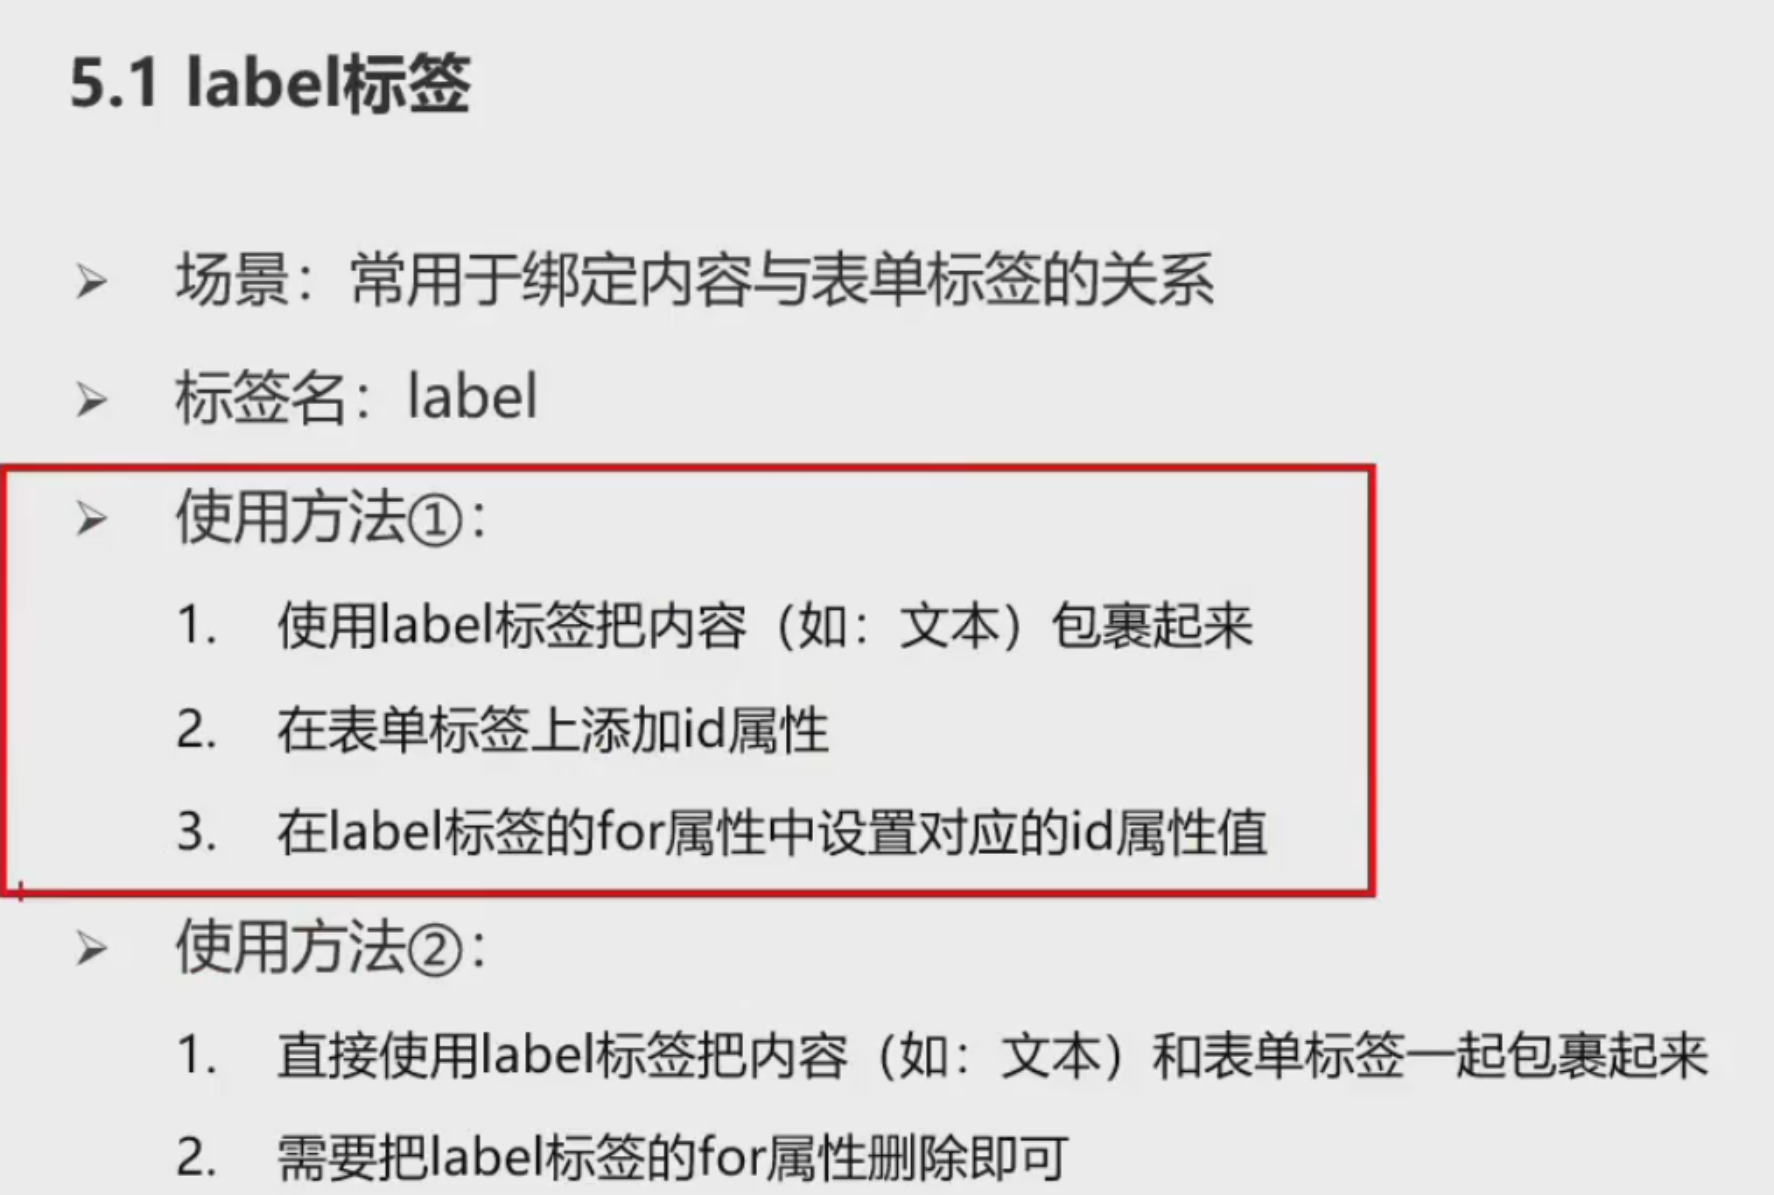 5.1 label标签
➢ 场景：常用于绑定内容与表单标签的关系
➢ 标签名：label
➢ 使用方法①：
1. 使用label标签把内容（如：文本）包裹起来
2. 在表单标签上添加id属性
3. 在label标签的for属性中设置对应的id属性值
➢ 使用方法②：
1. 直接使用label标签把内容（如：文本）和表单标签一起包裹起来
2. 需要把label标签的for属性删除即可